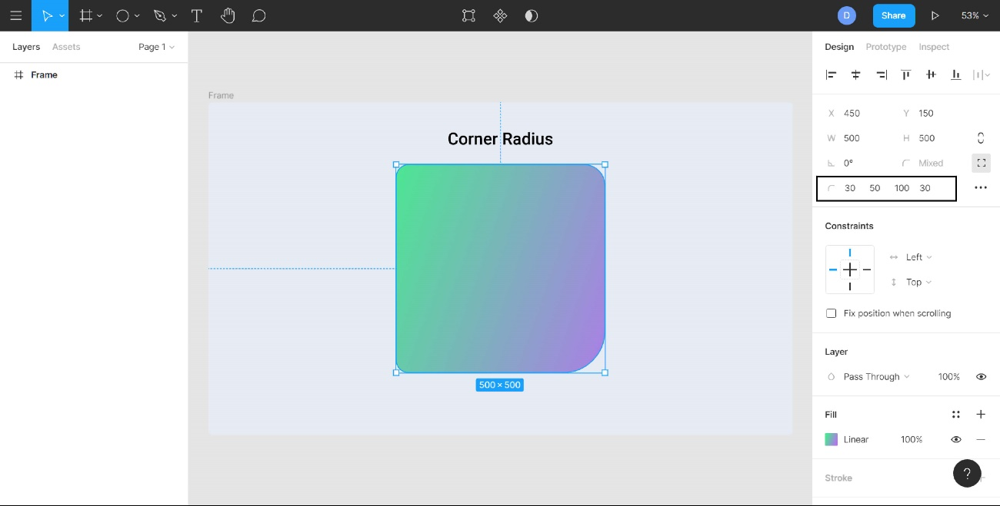 D Share 53%
Layers Assets Page 1
Frame
Frame
Corner Radius
500 × 500
Design Prototype Inspect
X 450 Y 150
W 500 H 500
0° Mixed
30 50 100 30
Constraints
Left
Top
Fix position when scrolling
Layer
Pass Through 100%
Fill
Linear 100%
Stroke
?